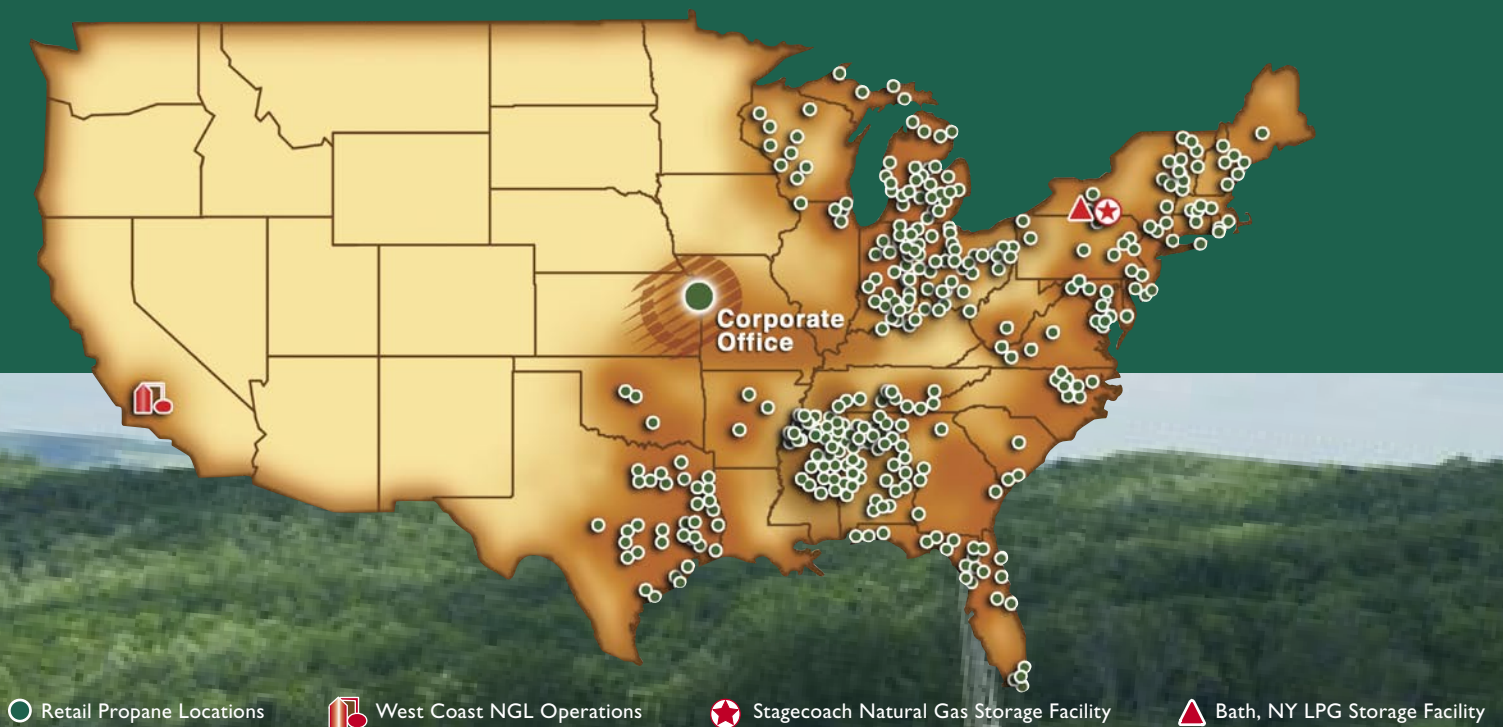 Corporate
Office
Retail Propane Locations
West Coast NGL Operations
Stagecoach Natural Gas Storage Facility
Bath, NY LPG Storage Facility